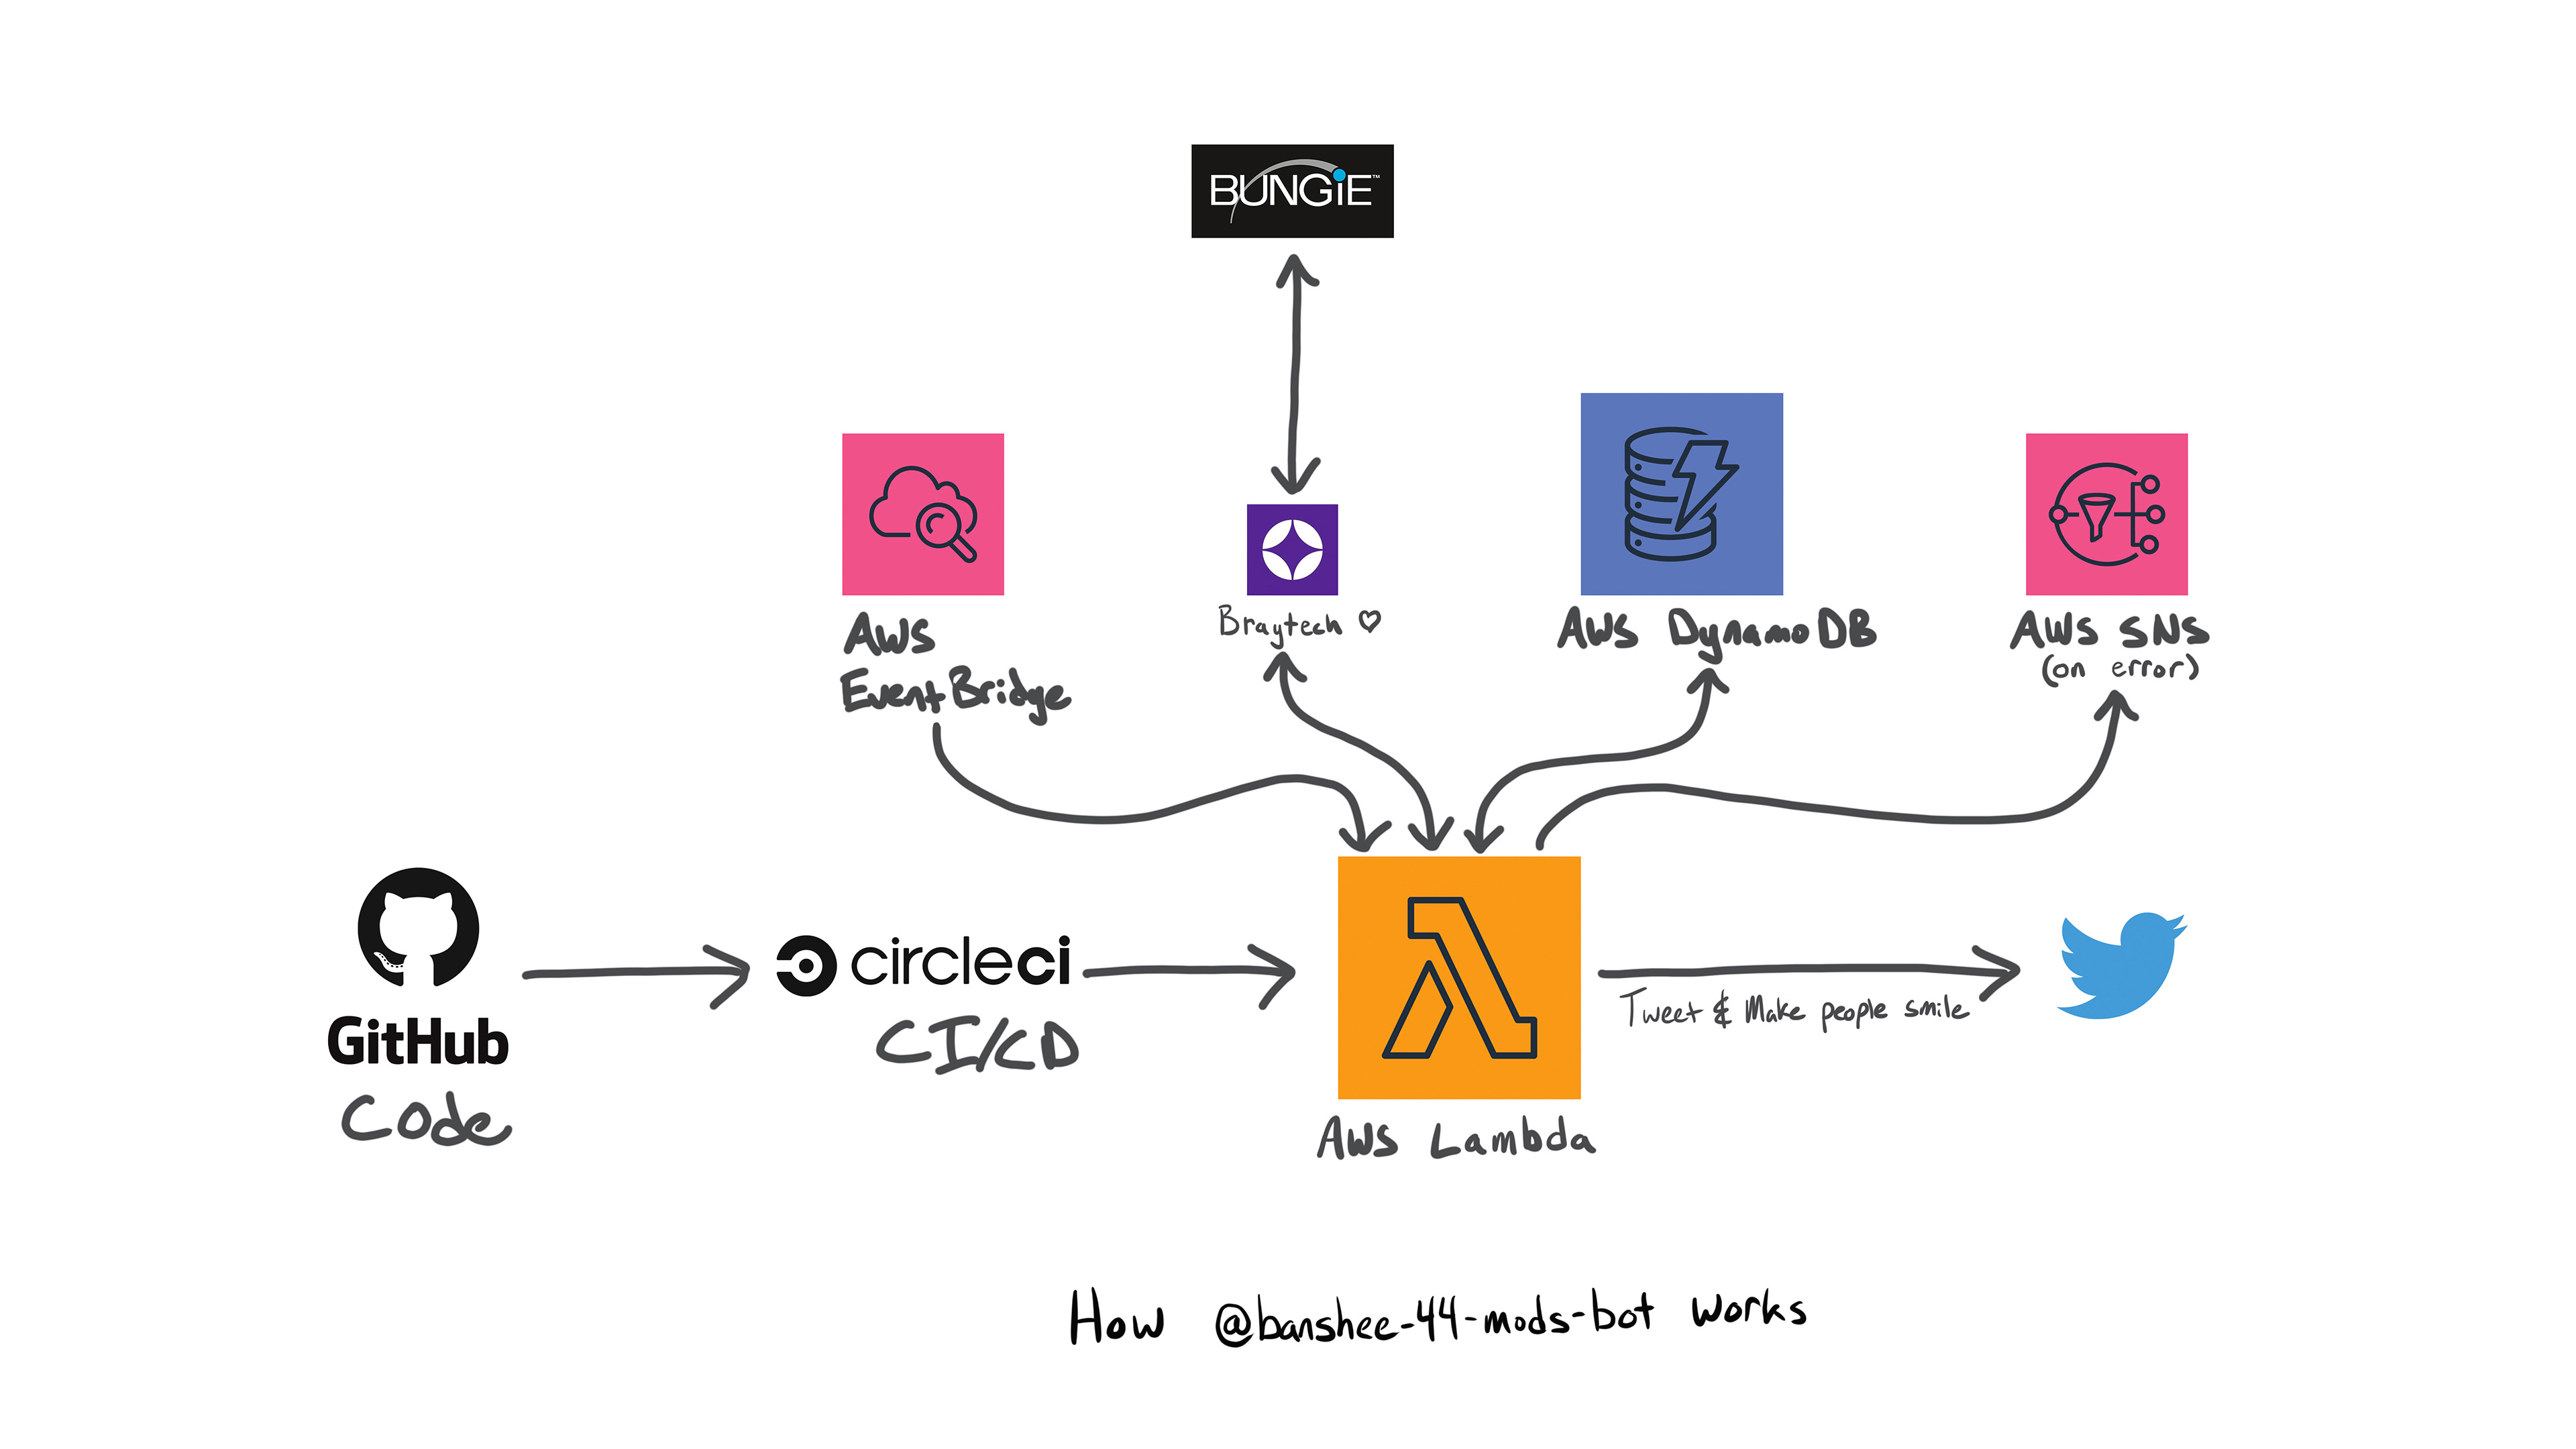 BUNGiE™
AWS
EventBridge
Braytech ♡
AWS DynamoDB
AWS SNS
(on error)
GitHub
Code
circleci
CI/CD
AWS Lambda
Tweet & Make people smile
How @banshee-44-mods-bot works